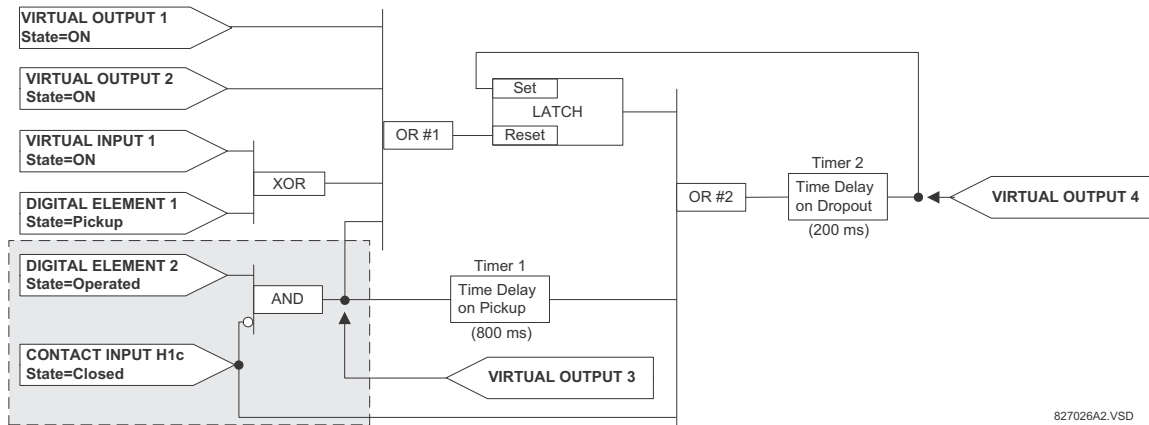 VIRTUAL OUTPUT 1
State=ON
VIRTUAL OUTPUT 2
State=ON
VIRTUAL INPUT 1
State=ON
DIGITAL ELEMENT 1
State=Pickup
DIGITAL ELEMENT 2
State=Operated
CONTACT INPUT H1c
State=Closed
XOR
AND
OR #1
Set
LATCH
Reset
Timer 1
Time Delay
on Pickup
(800 ms)
VIRTUAL OUTPUT 3
OR #2
Timer 2
Time Delay
on Dropout
(200 ms)
VIRTUAL OUTPUT 4
827026A2.VSD